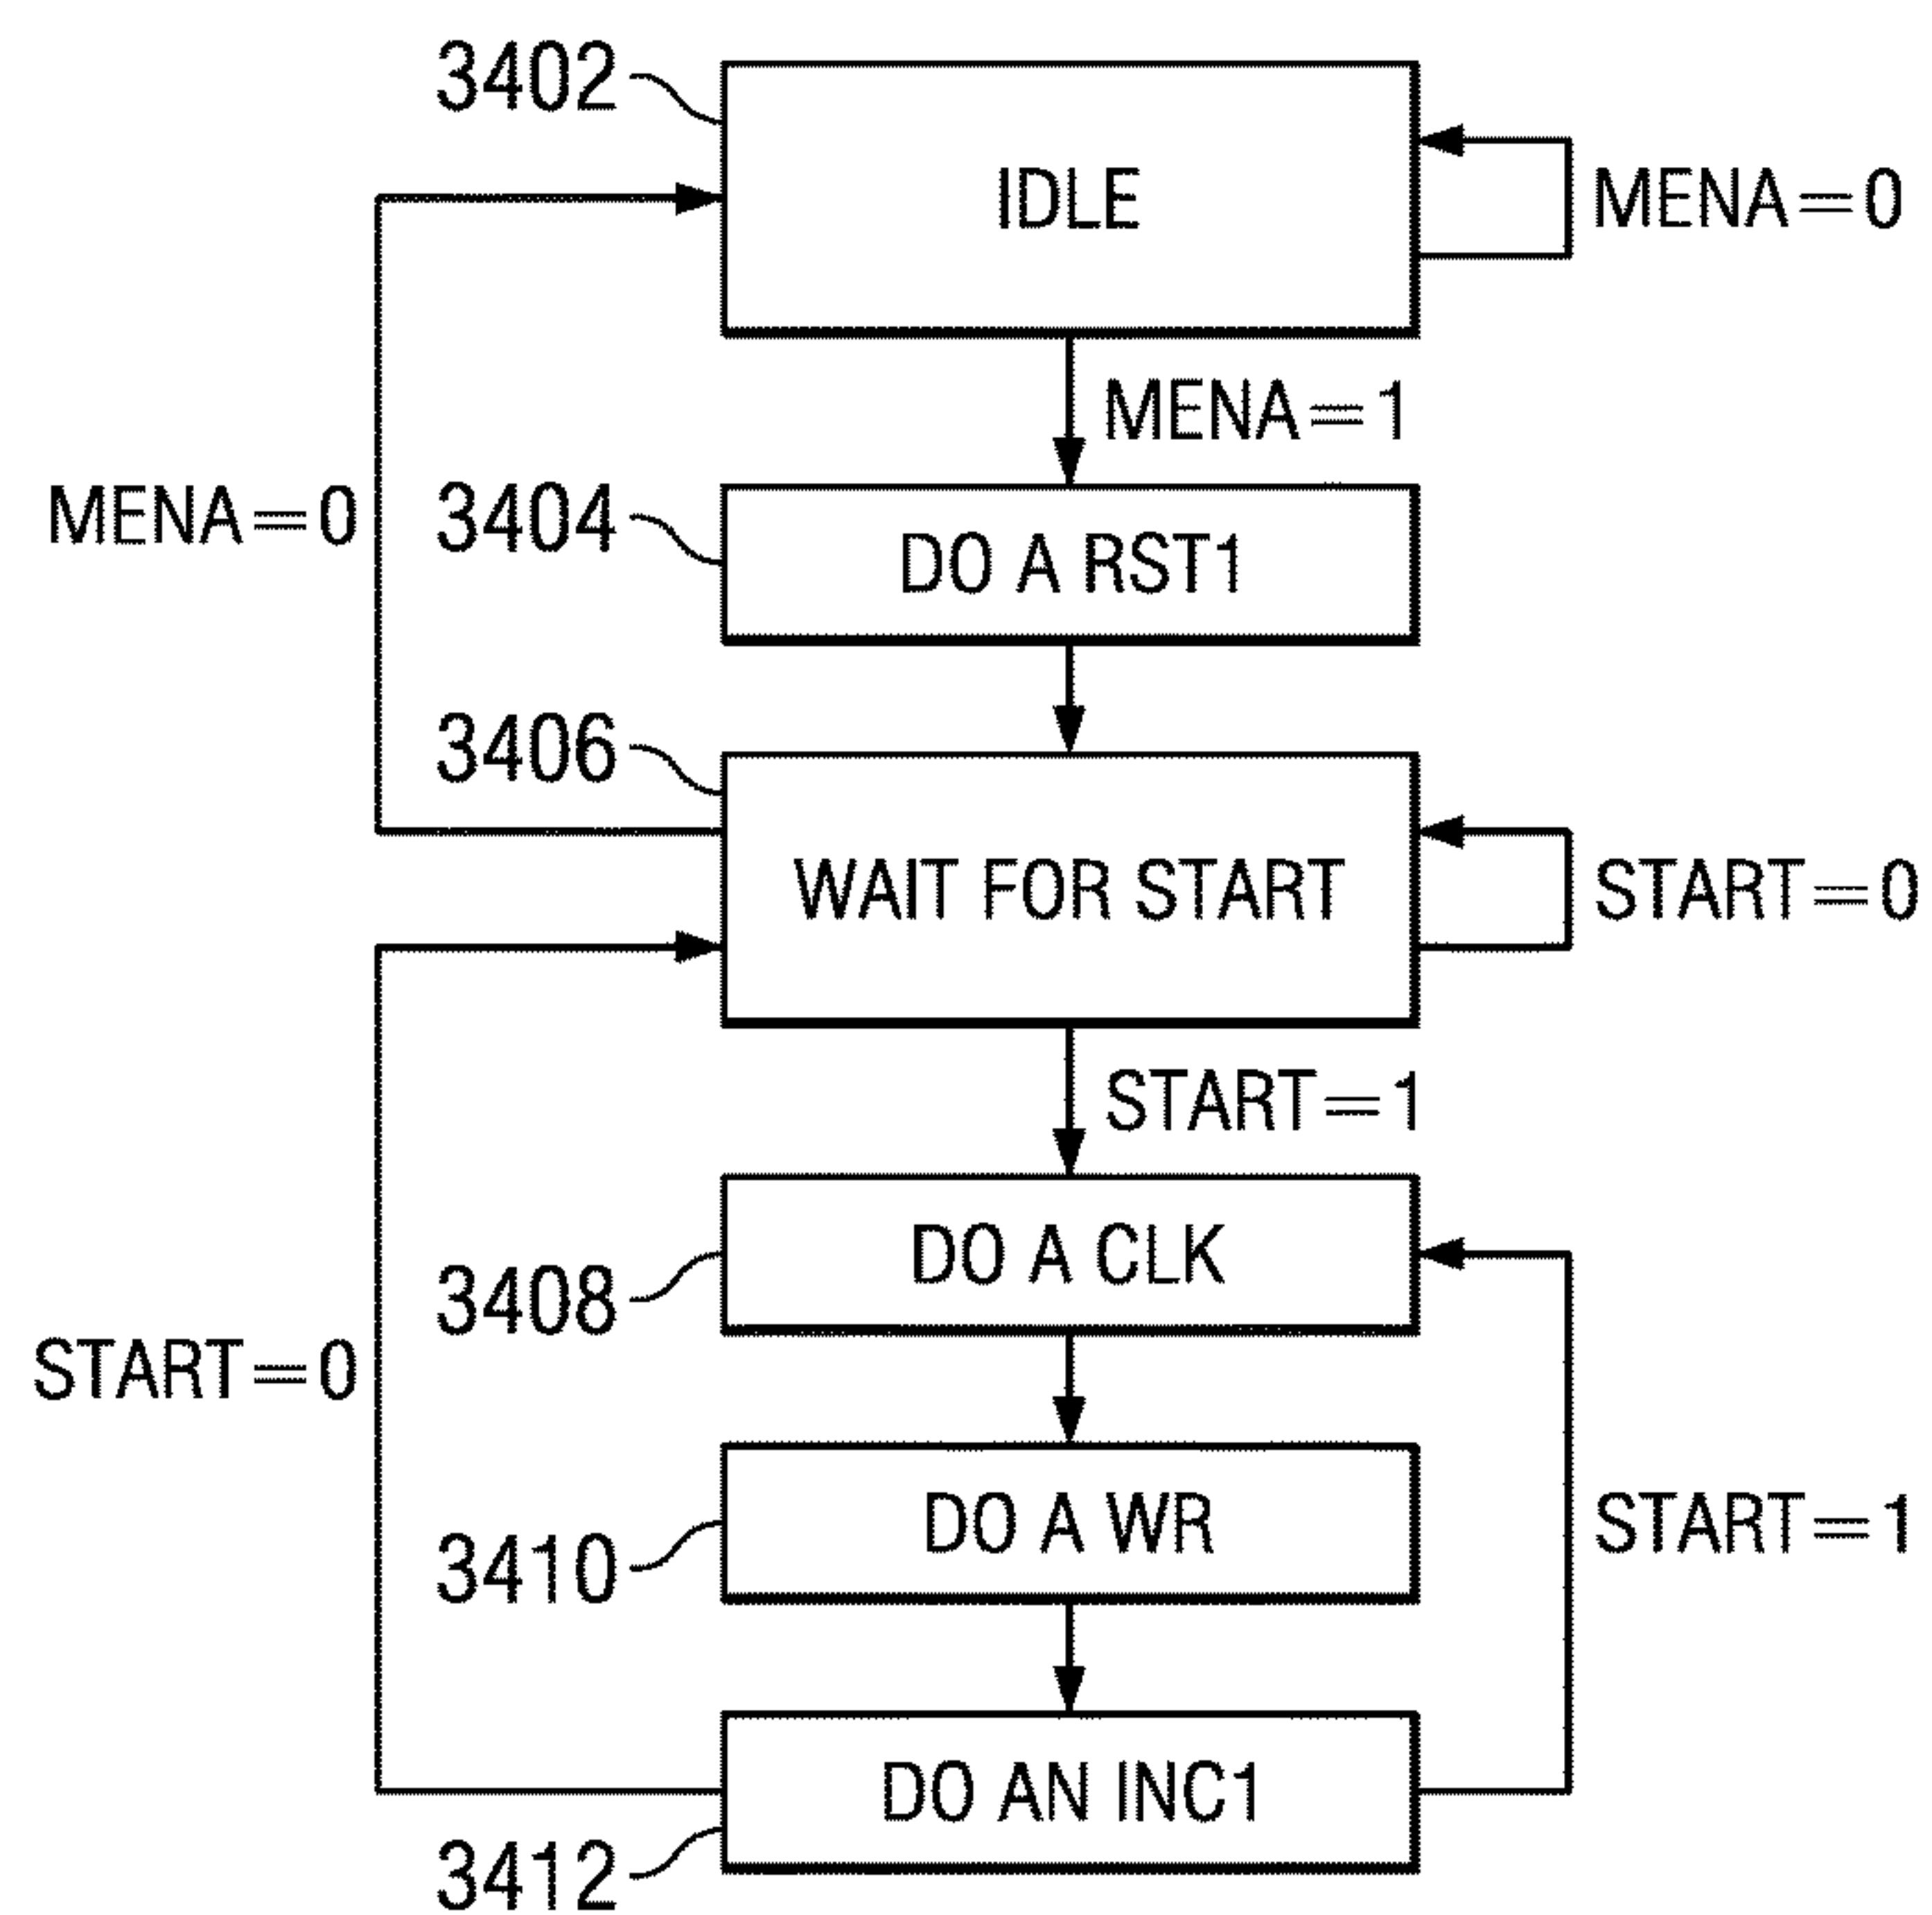 3402
IDLE
MENA=0
MENA=1
MENA=0
3404
DO A RST1
3406
WAIT FOR START
START=0
START=1
DO A CLK
3408
START=0
DO A WR
START=1
3410
DO AN INC1
3412